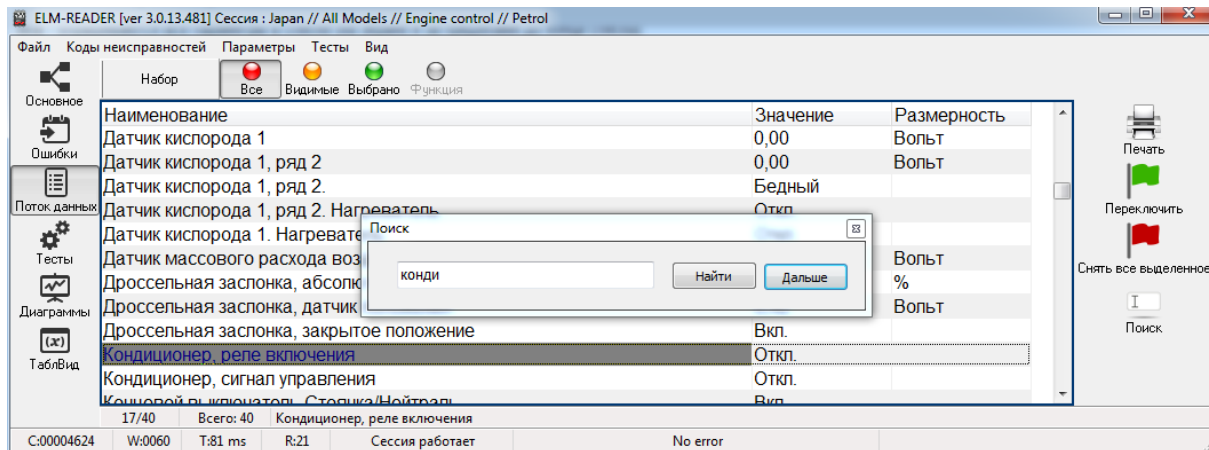 ELM-READER [ver 3.0.13.481] Сессия : Japan // All Models // Engine control // Petrol
Файл Коды неисправностей Параметры Тесты Вид
Основное
Ошибки
Поток данных
Тесты
Диаграммы
(x)
ТаблВид
Набор
Все Видимые Выбрано Функция
Наименование Значение Размерность
Датчик кислорода 1 0,00 Вольт
Датчик кислорода 1, ряд 2 0,00 Вольт
Датчик кислорода 1, ряд 2. Бедный
Датчик кислорода 1, ряд 2. Нагреватель Откл
Датчик кислорода 1. Нагревате
Датчик массового расхода воз Вольт
Дроссельная заслонка, абсолю %
Дроссельная заслонка, датчик Вольт
Дроссельная заслонка, закрытое положение Вкл.
Кондиционер, реле включения Откл.
Кондиционер, сигнал управления Откл.
Концевой выключатель Стоянка/Нейтраль Вкл
Поиск
конди
Найти Дальше
Печать
Переключить
Снять все выделенное
Поиск
17/40 Всего: 40 Кондиционер, реле включения
C:00004624 W:0060 T:81 ms R:21 Сессия работает No error